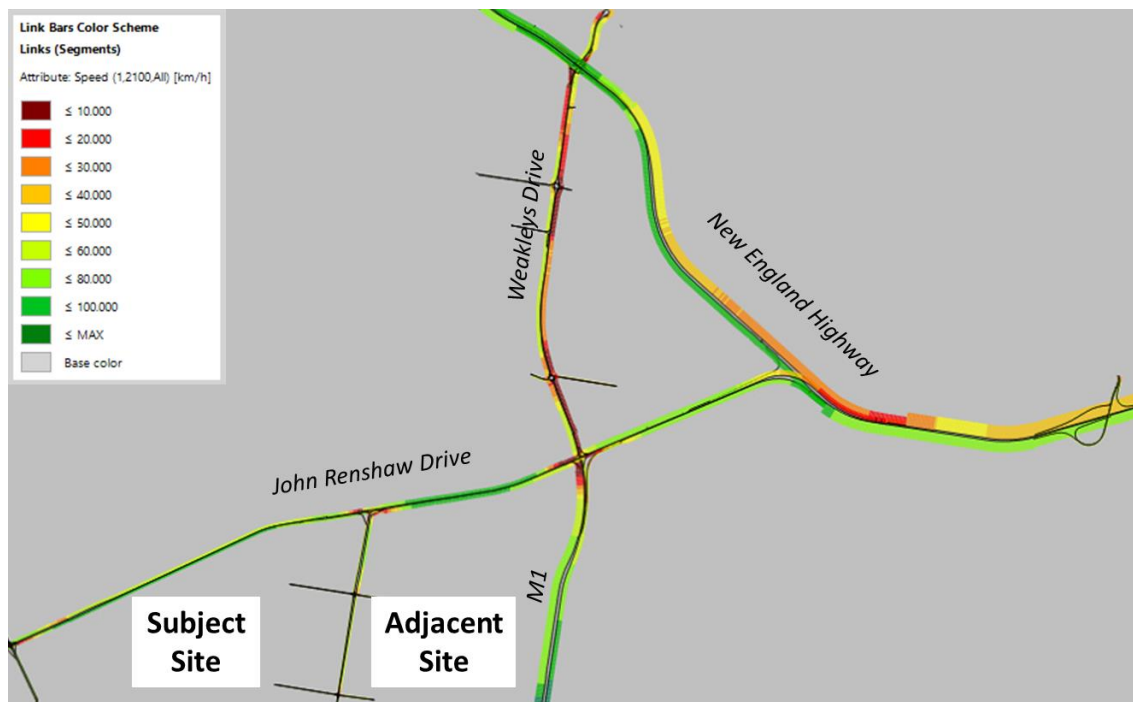 Link Bars Color Scheme
Links (Segments)
Attribute: Speed (1,2100,All) [km/h]
≤ 10.000
≤ 20.000
≤ 30.000
≤ 40.000
≤ 50.000
≤ 60.000
≤ 80.000
≤ 100.000
≤ MAX
Base color
Weakleys Drive
New England Highway
John Renshaw Drive
M1
Subject
Site
Adjacent
Site